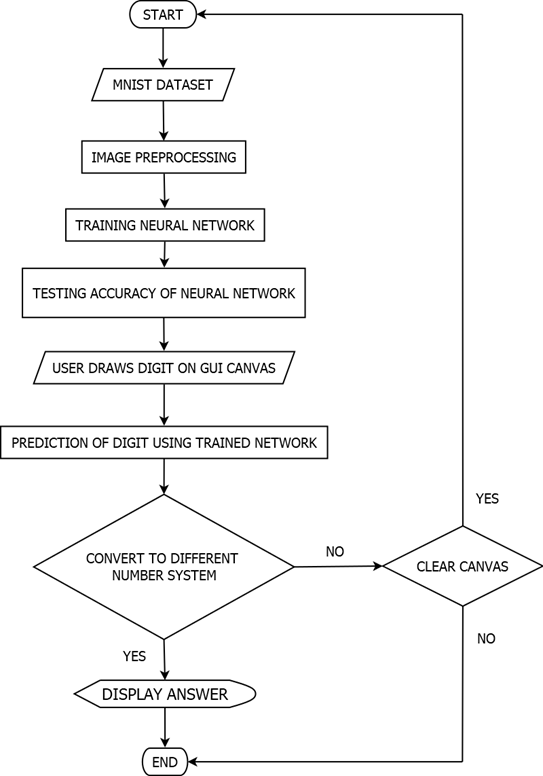 START
MNIST DATASET
IMAGE PREPROCESSING
TRAINING NEURAL NETWORK
TESTING ACCURACY OF NEURAL NETWORK
USER DRAWS DIGIT ON GUI CANVAS
PREDICTION OF DIGIT USING TRAINED NETWORK
CONVERT TO DIFFERENT
NUMBER SYSTEM
NO
CLEAR CANVAS
YES
NO
YES
DISPLAY ANSWER
END